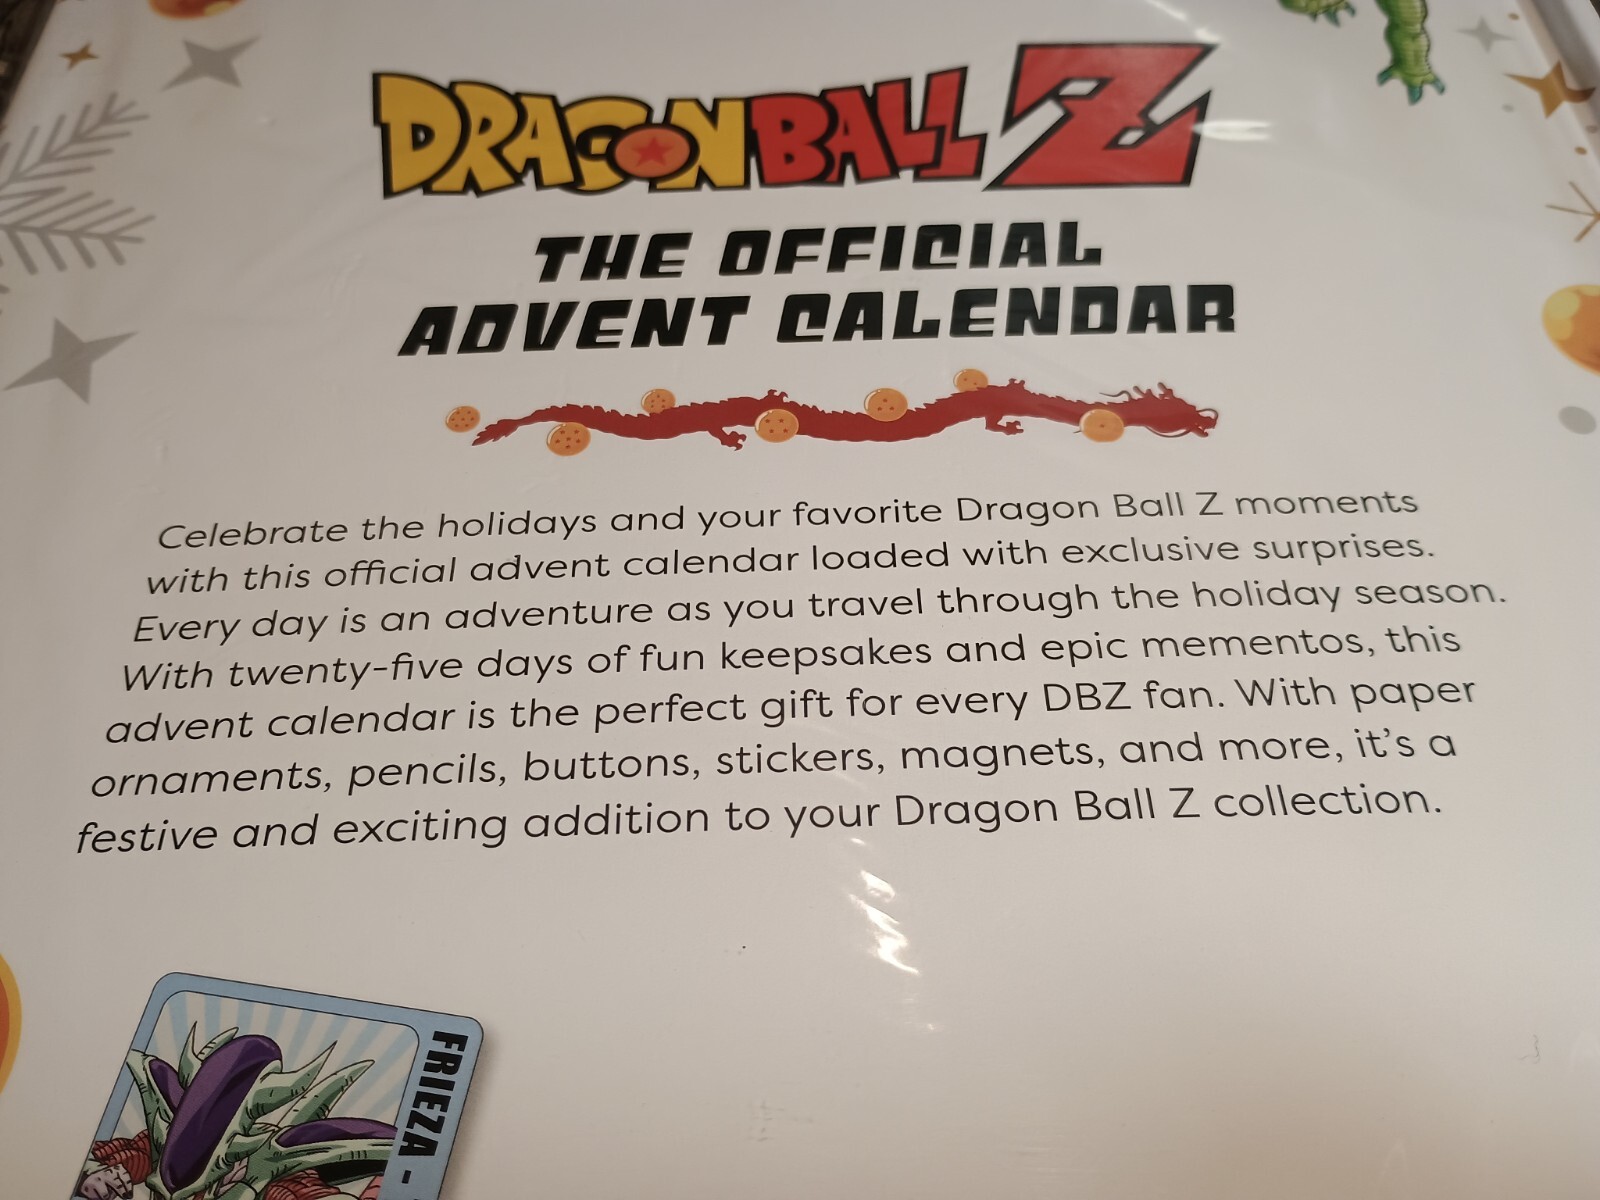 DRAGON BALL Z
THE OFFICIAL
ADVENT CALENDAR
Celebrate the holidays and your favorite Dragon Ball Z moments
with this official advent calendar loaded with exclusive surprises.
Every day is an adventure as you travel through the holiday season.
With twenty-five days of fun keepsakes and epic mementos, this
advent calendar is the perfect gift for every DBZ fan. With paper
ornaments, pencils, buttons, stickers, magnets, and more, it's a
festive and exciting addition to your Dragon Ball Z collection.
FRIEZA -